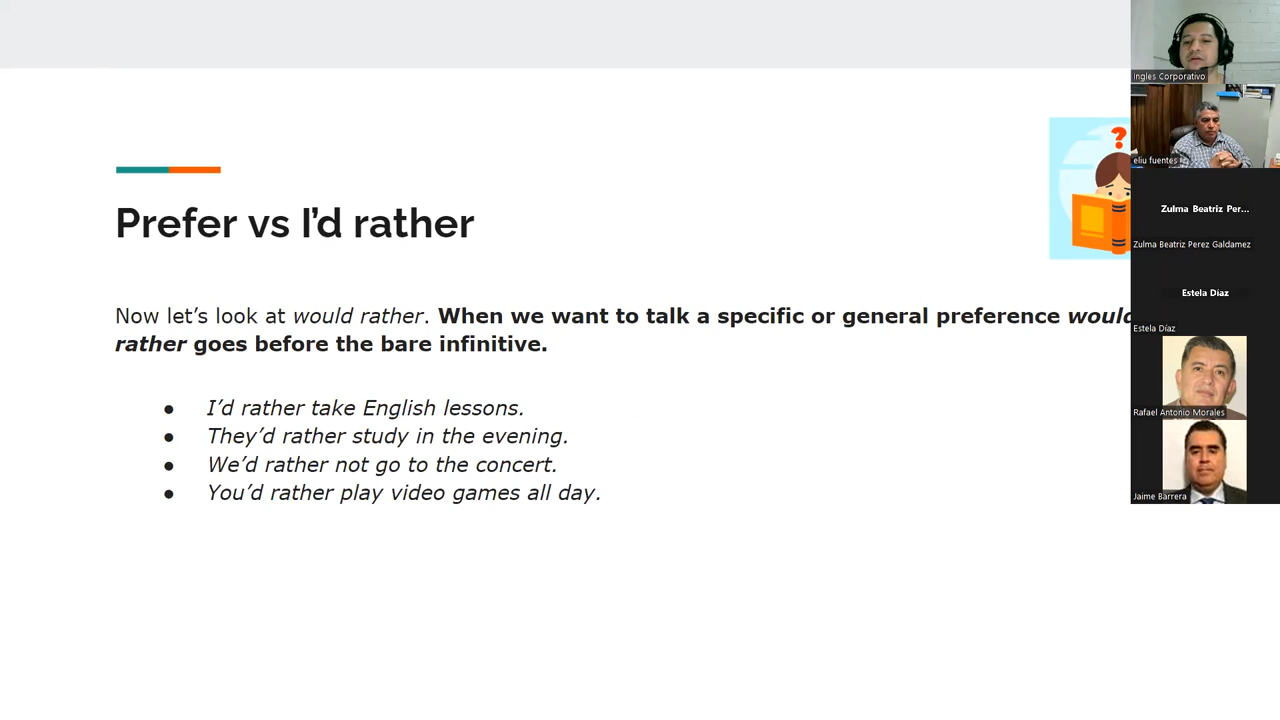 Prefer vs I’d rather
Now let’s look at would rather. When we want to talk a specific or general preference would
rather goes before the bare infinitive.
● I’d rather take English lessons.
● They’d rather study in the evening.
● We’d rather not go to the concert.
● You’d rather play video games all day.
?
Ingles Corporativo
eliu fuentes
Zulma Beatriz Per...
Zulma Beatriz Perez Galdamez
Estela Díaz
Estela Díaz
Rafael Antonio Morales
Jaime Barrera